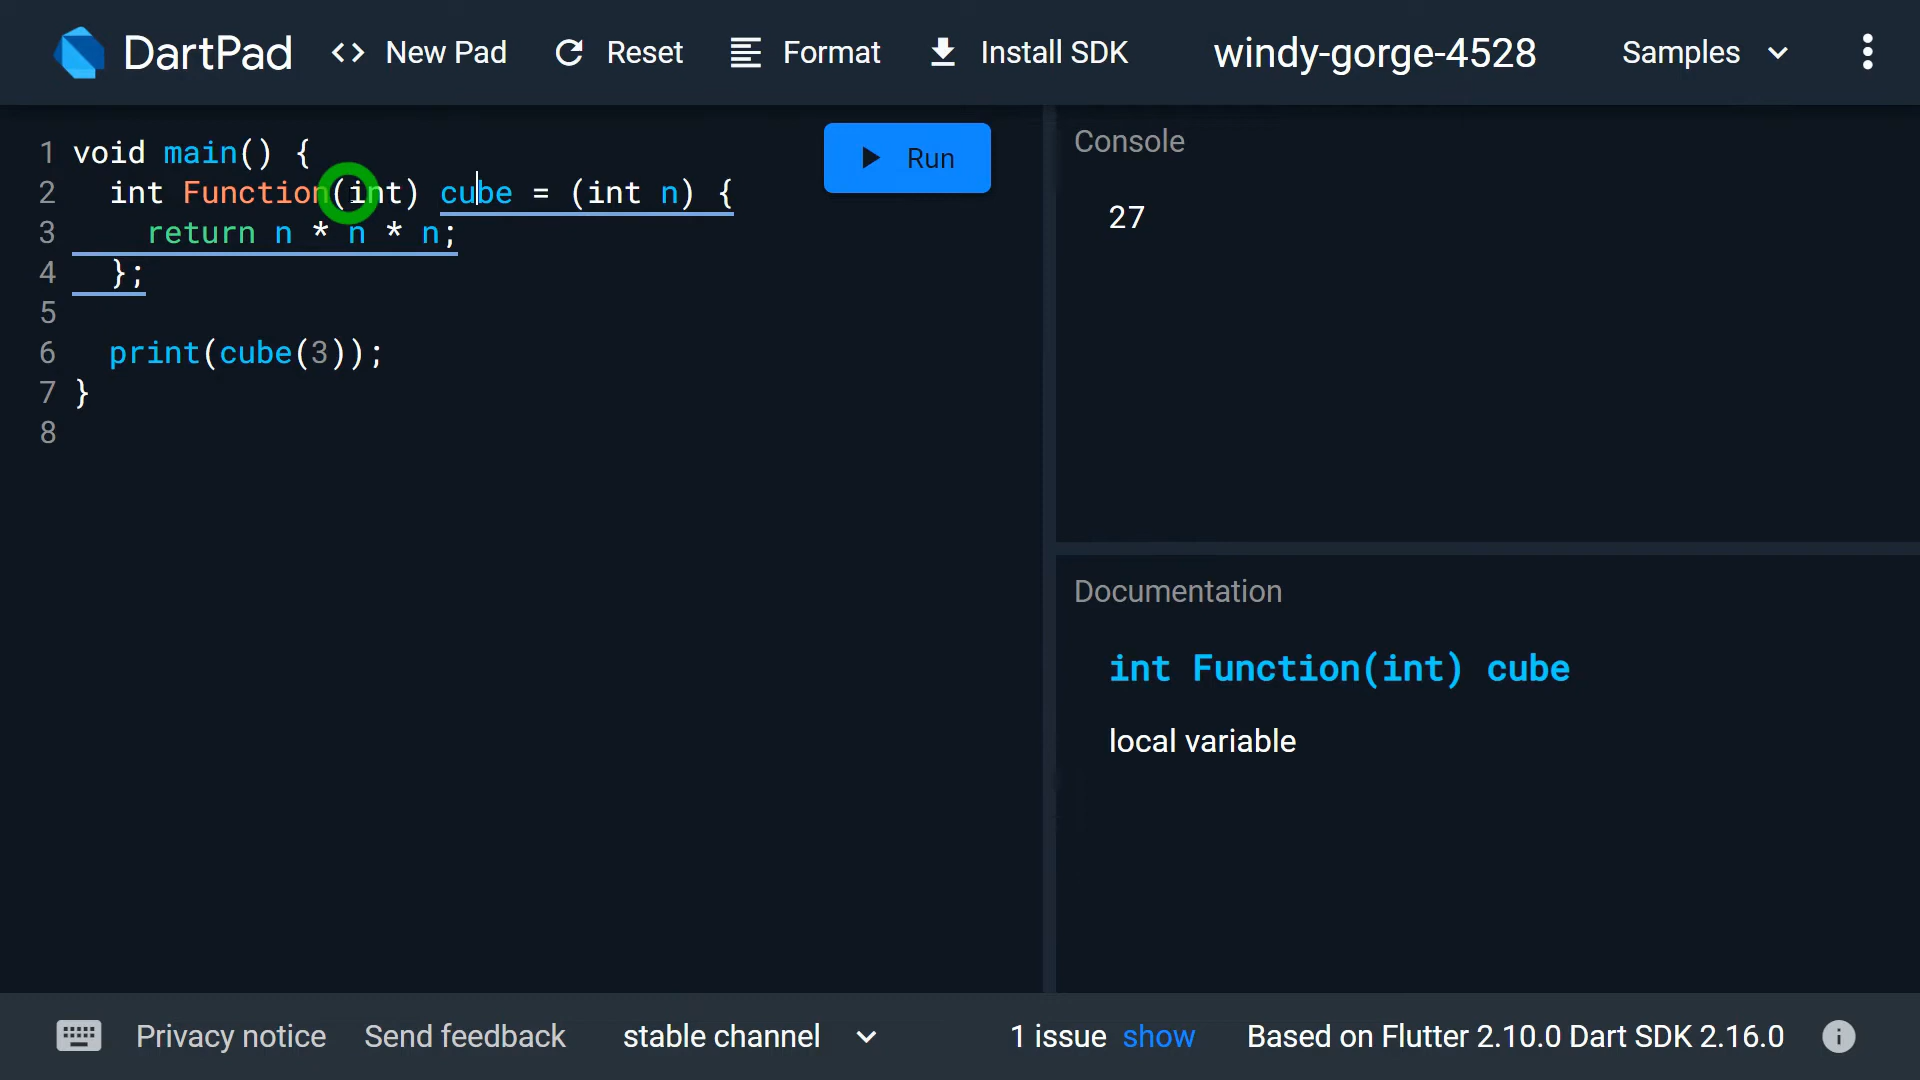 DartPad <> New Pad Reset Format Install SDK windy-gorge-4528 Samples
1 void main() {
2   int Function(int) cube = (int n) {
3     return n * n * n;
4   };
5
6   print(cube(3));
7 }
8
Run
Console
27
Documentation
int Function(int) cube
local variable
Privacy notice Send feedback stable channel 1 issue show Based on Flutter 2.10.0 Dart SDK 2.16.0